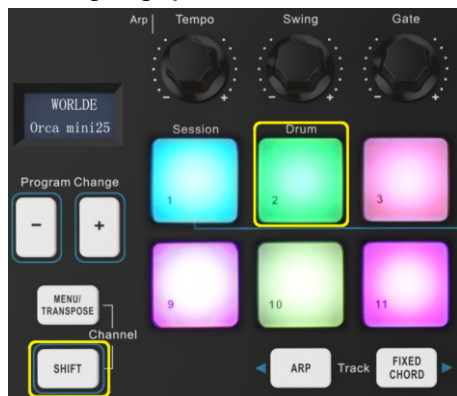 Arp Tempo Swing Gate
- + - + - +
WORLDE
Orca mini25
Session Drum
1 2 3
Program Change
- +
9 10 11
MENU/
TRANSPOSE
Channel
SHIFT
ARP Track FIXED
CHORD